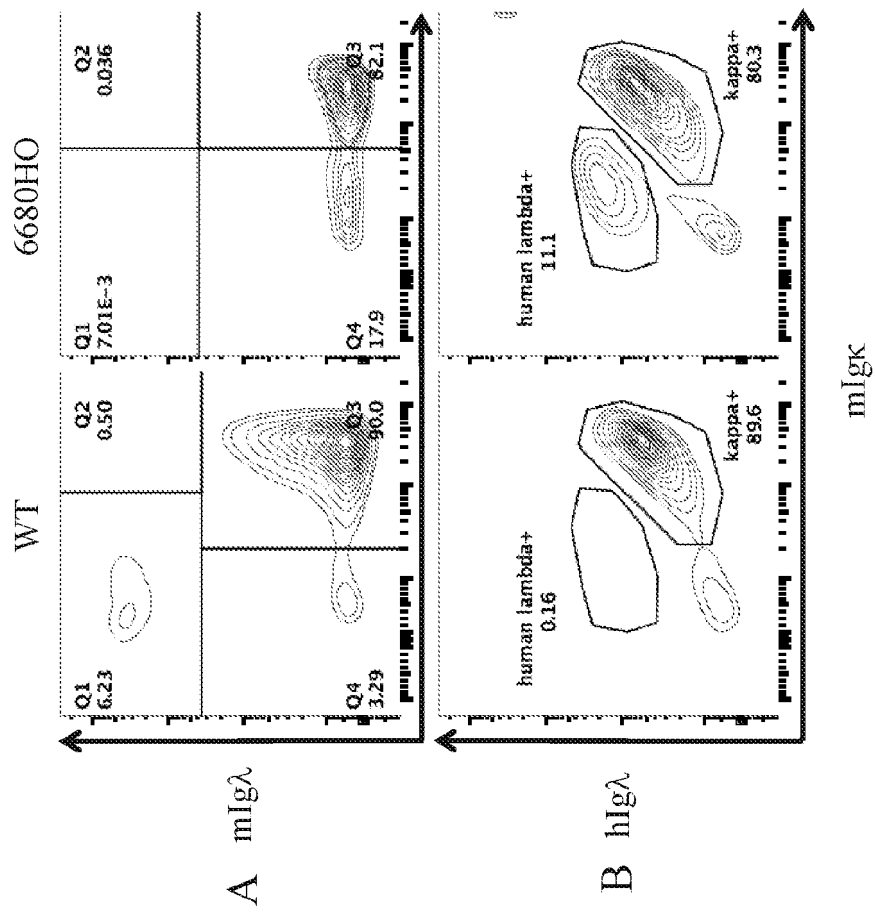 WT
6680HO
A
mIgλ
Q1
6.23
Q2
0.50
Q4
3.29
Q3
90.0
Q1
7.01E-3
Q2
0.036
Q4
17.9
Q3
82.1
B
hIgλ
human lambda+
0.16
kappa+
89.6
human lambda+
11.1
kappa+
80.3
mIgκ